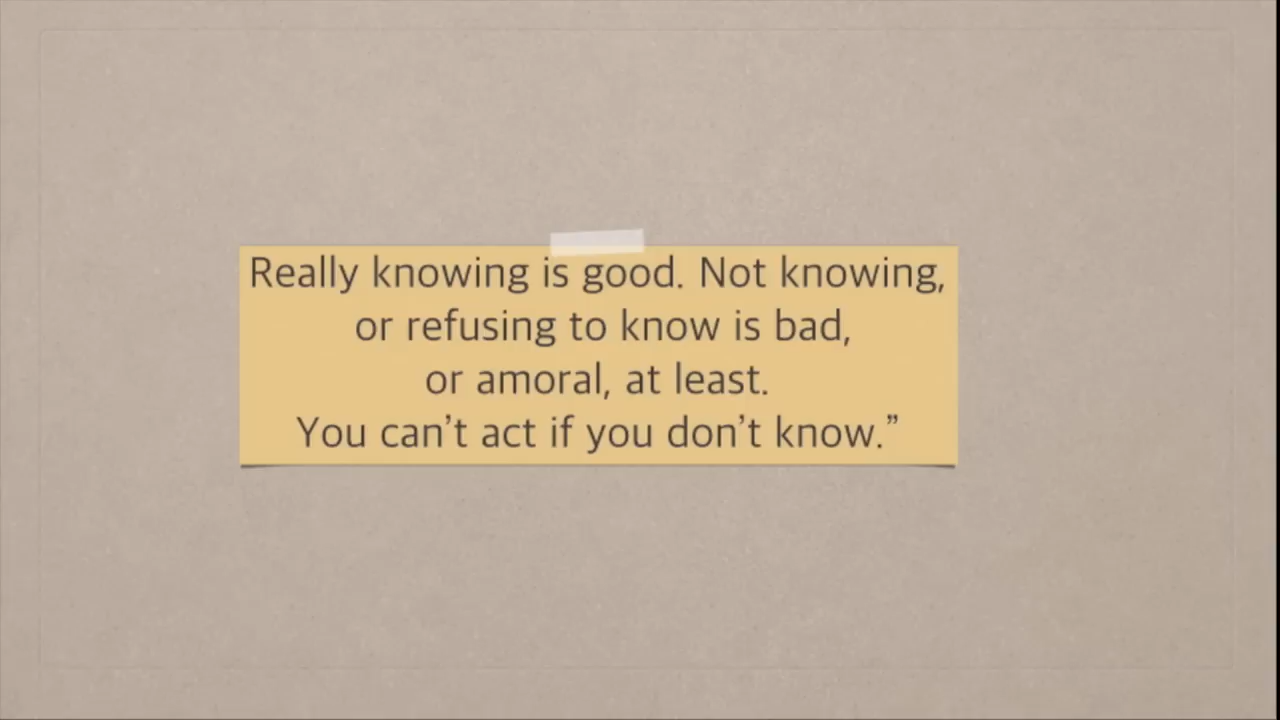 Really knowing is good. Not knowing,
or refusing to know is bad,
or amoral, at least.
You can’t act if you don’t know.”